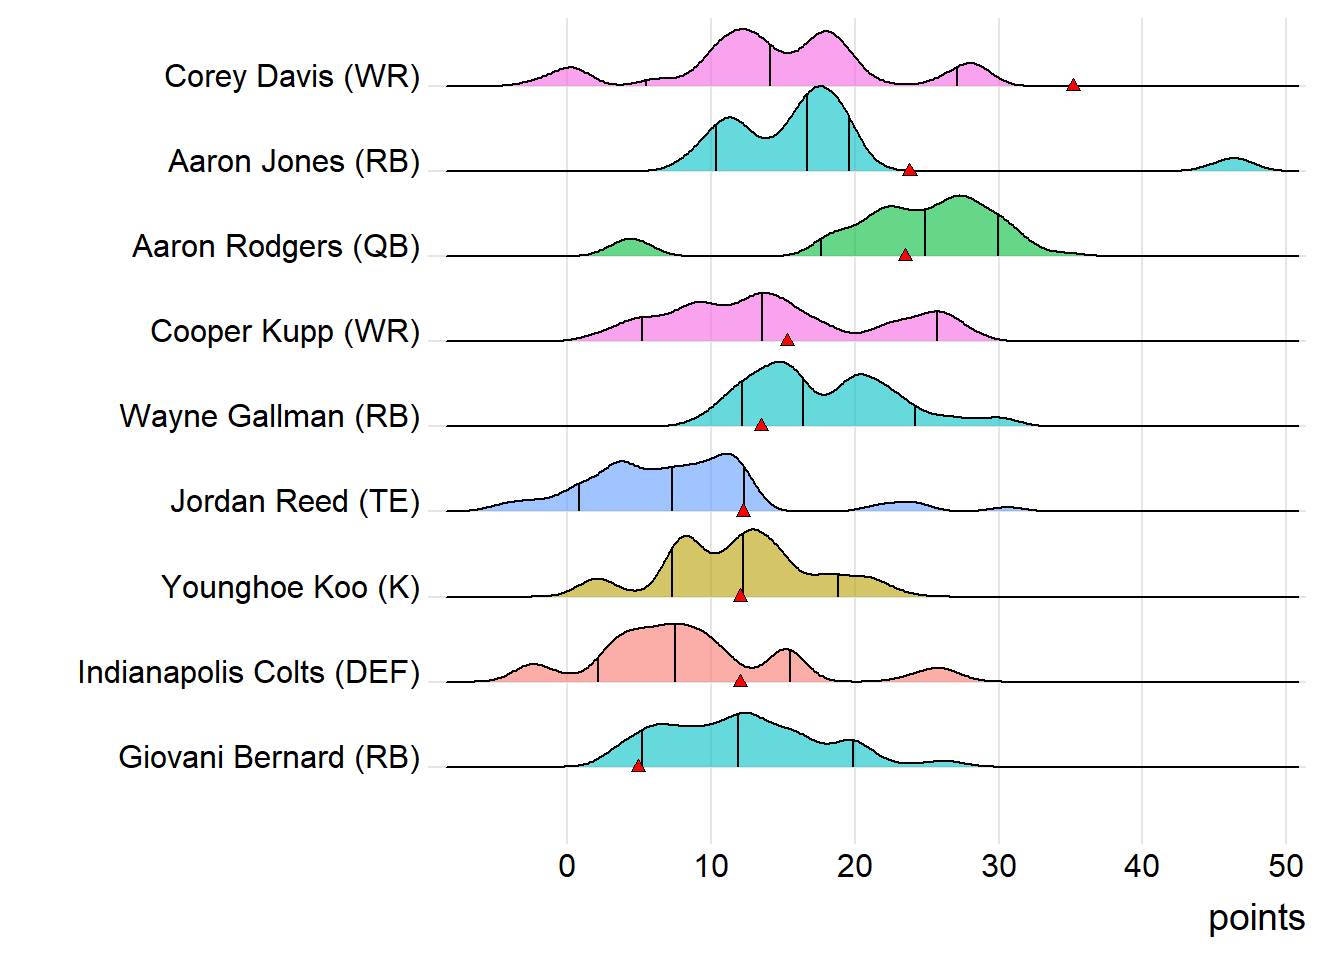 Corey Davis (WR)
Aaron Jones (RB)
Aaron Rodgers (QB)
Cooper Kupp (WR)
Wayne Gallman (RB)
Jordan Reed (TE)
Younghoe Koo (K)
Indianapolis Colts (DEF)
Giovani Bernard (RB)
0 10 20 30 40 50
points